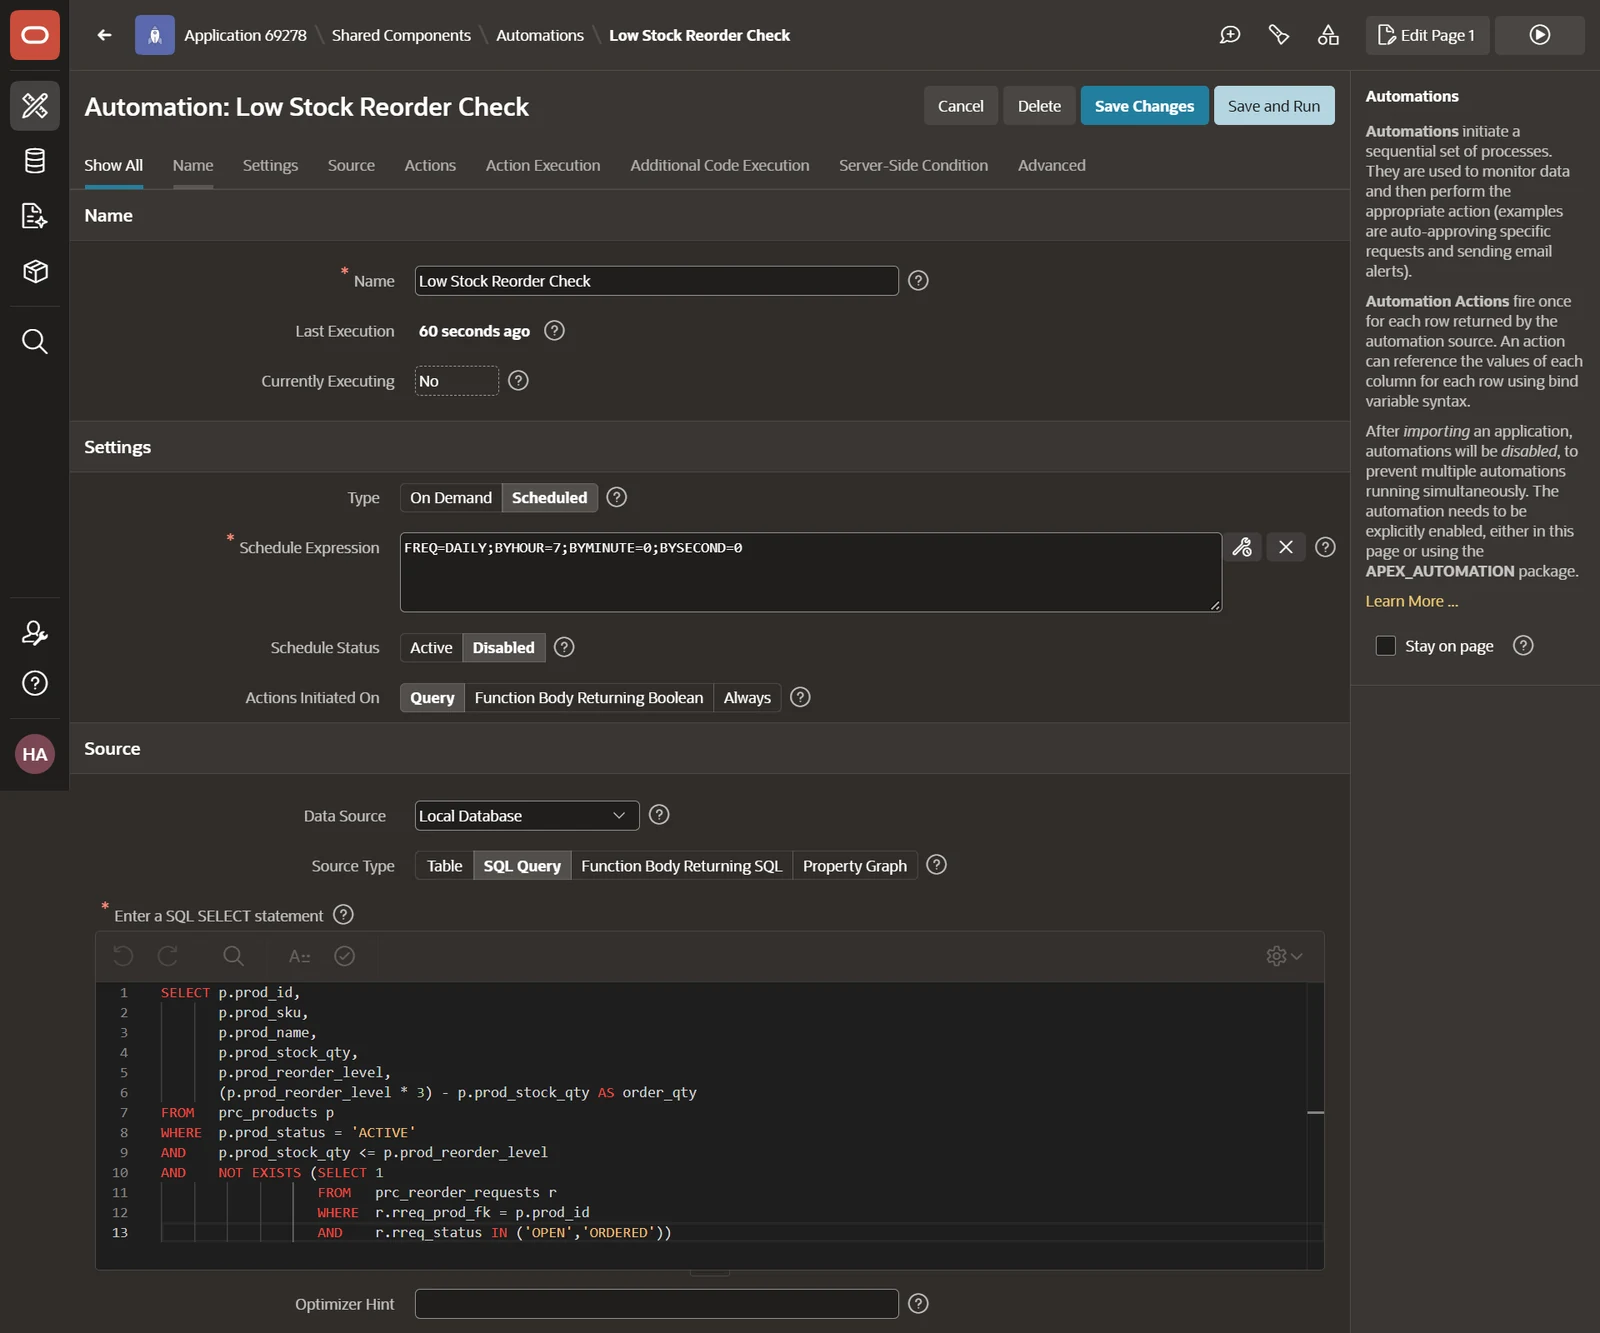 Application 69278 \ Shared Components \ Automations \ Low Stock Reorder Check
Edit Page 1
Automation: Low Stock Reorder Check
Cancel
Delete
Save Changes
Save and Run
Show All
Name
Settings
Source
Actions
Action Execution
Additional Code Execution
Server-Side Condition
Advanced
Name
* Name
Low Stock Reorder Check
Last Execution
60 seconds ago
Currently Executing
No
Settings
Type
On Demand
Scheduled
* Schedule Expression
FREQ=DAILY;BYHOUR=7;BYMINUTE=0;BYSECOND=0
Schedule Status
Active
Disabled
Actions Initiated On
Query
Function Body Returning Boolean
Always
Source
Data Source
Local Database
Source Type
Table
SQL Query
Function Body Returning SQL
Property Graph
* Enter a SQL SELECT statement
1 SELECT p.prod_id,
2 p.prod_sku,
3 p.prod_name,
4 p.prod_stock_qty,
5 p.prod_reorder_level,
6 (p.prod_reorder_level * 3) - p.prod_stock_qty AS order_qty
7 FROM prc_products p
8 WHERE p.prod_status = 'ACTIVE'
9 AND p.prod_stock_qty <= p.prod_reorder_level
10 AND NOT EXISTS (SELECT 1
11 FROM prc_reorder_requests r
12 WHERE r.rreq_prod_fk = p.prod_id
13 AND r.rreq_status IN ('OPEN','ORDERED'))
Optimizer Hint
HA
Automations
Automations initiate a
sequential set of processes.
They are used to monitor data
and then perform the
appropriate action (examples
are auto-approving specific
requests and sending email
alerts).
Automation Actions fire once
for each row returned by the
automation source. An action
can reference the values of each
column for each row using bind
variable syntax.
After importing an application,
automations will be disabled, to
prevent multiple automations
running simultaneously. The
automation needs to be
explicitly enabled, either in this
page or using the
APEX_AUTOMATION package.
Learn More ...
Stay on page